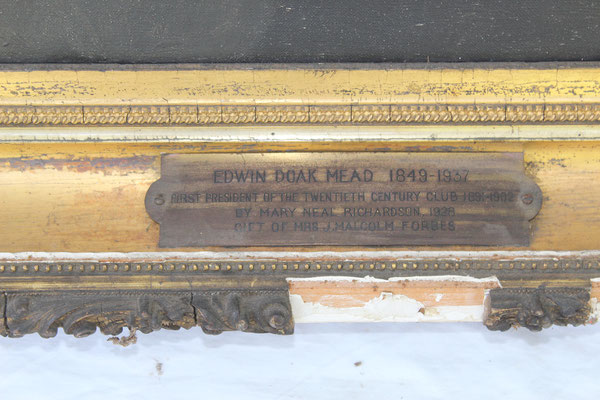 EDWIN DOAK MEAD 1849-1937
FIRST PRESIDENT OF THE TWENTIETH CENTURY CLUB
BY MARY NEAL RICHARDSON 1928
GIFT OF MRS J. MALCOLM FORBES